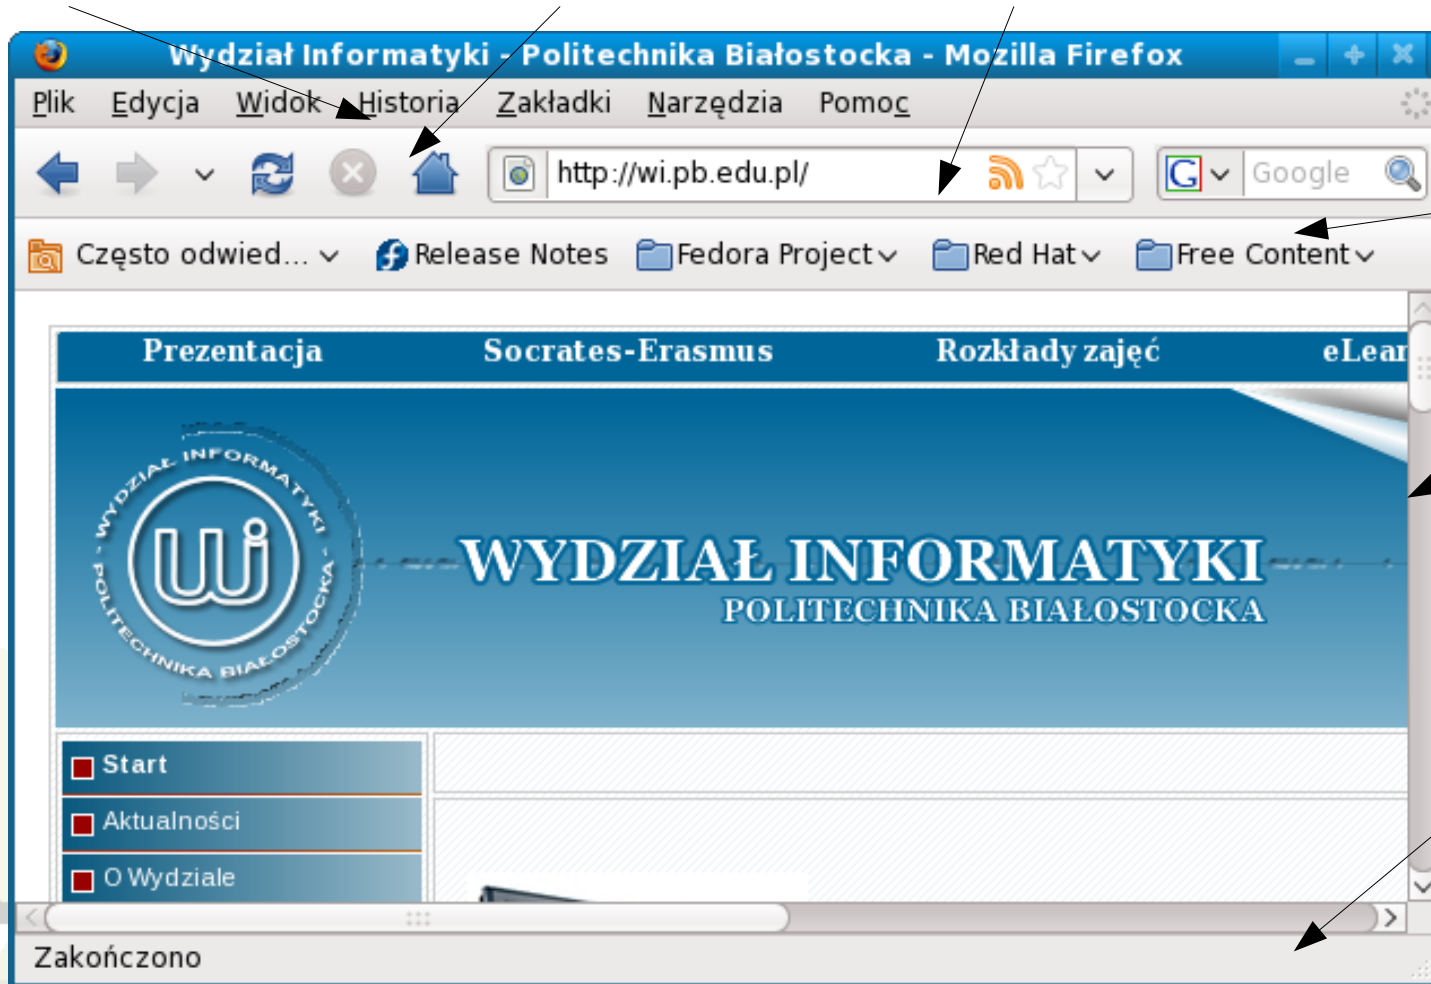 Wydział Informatyki - Politechnika Białostocka - Mozilla Firefox
Plik Edycja Widok Historia Zakładki Narzędzia Pomoc
http://wi.pb.edu.pl/ G Google
Często odwied... Release Notes Fedora Project Red Hat Free Content
Prezentacja Socrates-Erasmus Rozkłady zajęć eLear
WYDZIAŁ INFORMATYKI - POLITECHNIKA BIAŁOSTOCKA -
wi
WYDZIAŁ INFORMATYKI
POLITECHNIKA BIAŁOSTOCKA
Start
Aktualności
O Wydziale
Zakończono